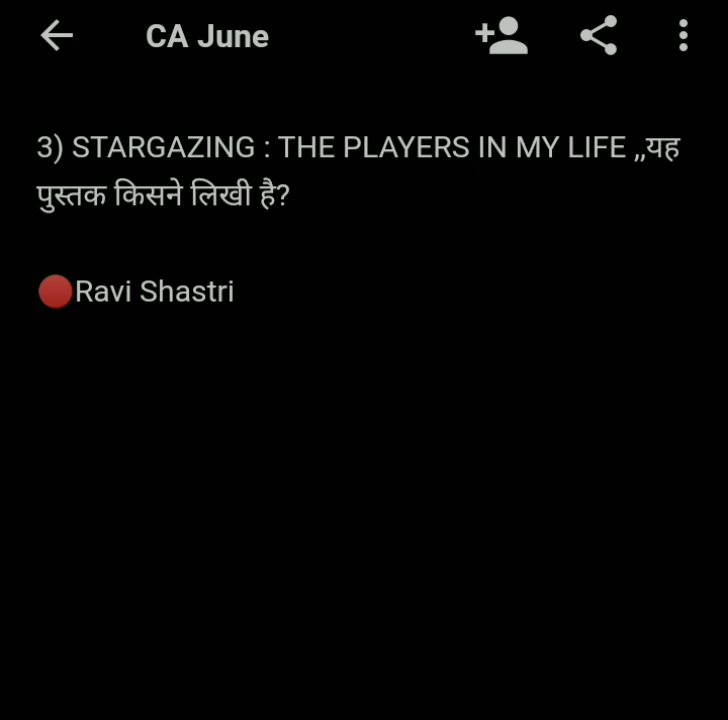 CA June
3) STARGAZING : THE PLAYERS IN MY LIFE ,,यह
पुस्तक किसने लिखी है?
Ravi Shastri